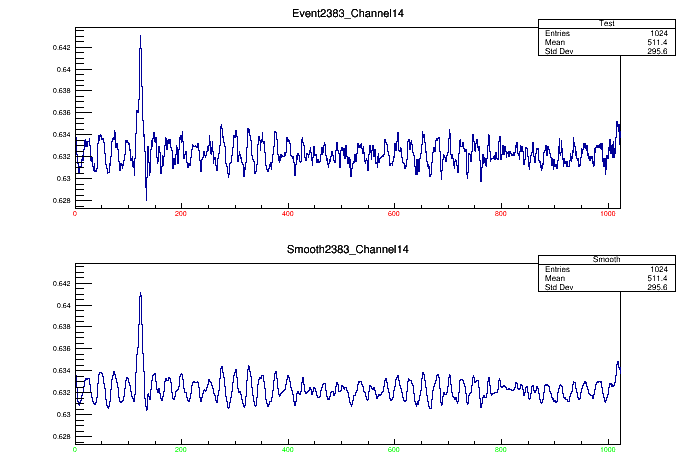 Event2383_Channel14
Test
Entries 1024
Mean 511.4
Std Dev 295.6
0.642
0.64
0.638
0.636
0.634
0.632
0.63
0.628
0 200 400 600 800 1000
Smooth2383_Channel14
Smooth
Entries 1024
Mean 511.4
Std Dev 295.6
0.642
0.64
0.638
0.636
0.634
0.632
0.63
0.628
0 200 400 600 800 1000